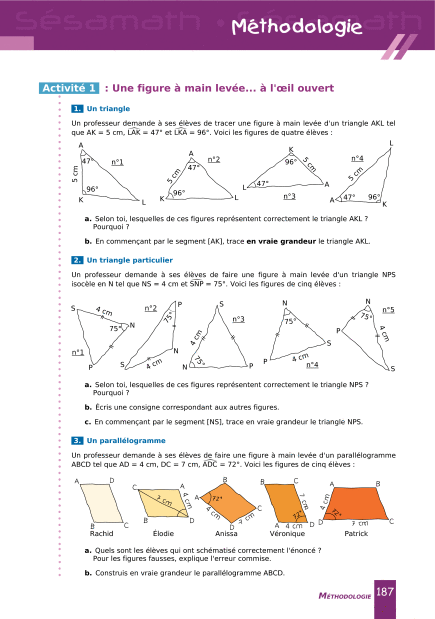 Sésamath • Sésamath
Méthodologie
Activité 1 : Une figure à main levée... à l'œil ouvert
1. Un triangle
Un professeur demande à ses élèves de tracer une figure à main levée d'un triangle AKL tel
que AK = 5 cm, LAK = 47° et LKA = 96°. Voici les figures de quatre élèves :
A 47° n°1 5 cm 96° K L
A 47° n°2 5 cm 96° K L
K 96° 5 cm 47° L A n°3
L n°4 5 cm A 47° 96° K
a. Selon toi, lesquelles de ces figures représentent correctement le triangle AKL ?
Pourquoi ?
b. En commençant par le segment [AK], trace en vraie grandeur le triangle AKL.
2. Un triangle particulier
Un professeur demande à ses élèves de faire une figure à main levée d'un triangle NPS
isocèle en N tel que NS = 4 cm et SNP = 75°. Voici les figures de cinq élèves :
S 4 cm 75° N n°1 P
n°2 P 75° N S 4 cm
S n°3 4 cm 75° N P
N 75° S P 4 cm n°4
N n°5 75° P 4 cm S
a. Selon toi, lesquelles de ces figures représentent correctement le triangle NPS ?
Pourquoi ?
b. Écris une consigne correspondant aux autres figures.
c. En commençant par le segment [NS], trace en vraie grandeur le triangle NPS.
3. Un parallélogramme
Un professeur demande à ses élèves de faire une figure à main levée d'un parallélogramme
ABCD tel que AD = 4 cm, DC = 7 cm, ADC = 72°. Voici les figures de cinq élèves :
A D B C
C A 7 cm 4 cm B D
B A 72° C 4 cm 7 cm D
B C 7 cm 72° A 4 cm D
A B 4 cm 72° D 7 cm C
Rachid Élodie Anissa Véronique Patrick
a. Quels sont les élèves qui ont schématisé correctement l'énoncé ?
Pour les figures fausses, explique l'erreur commise.
b. Construis en vraie grandeur le parallélogramme ABCD.
MÉTHODOLOGIE 187